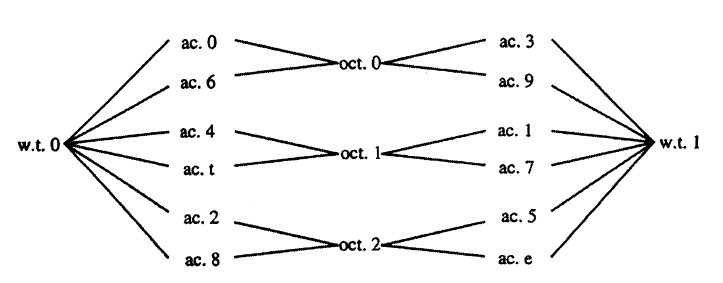 ac. 0
ac. 3
oct. 0
ac. 6
ac. 9
ac. 4
ac. 1
w.t. 0
oct. 1
w.t. 1
ac. t
ac. 7
ac. 2
ac. 5
oct. 2
ac. 8
ac. e